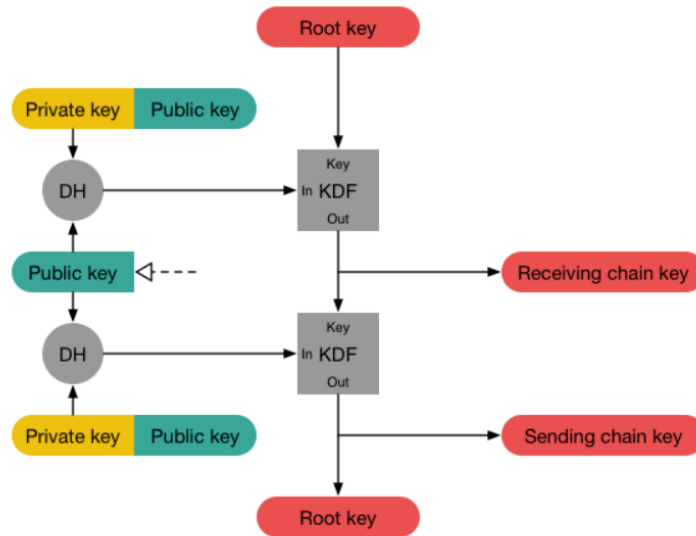 Root key
Private key Public key
Key
DH
In KDF
Out
Public key
Receiving chain key
Key
DH
In KDF
Out
Private key Public key
Sending chain key
Root key